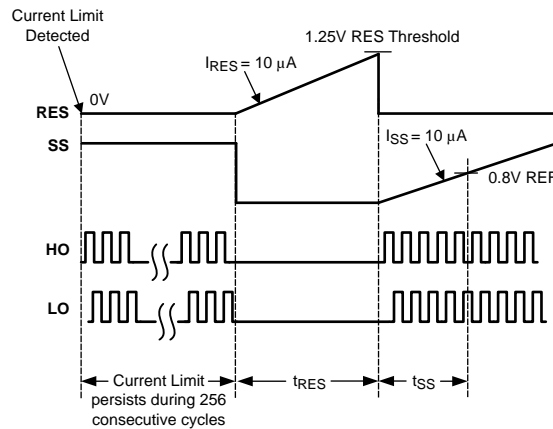 Current Limit
Detected
1.25V RES Threshold
IRES = 10 μA
0V
RES
SS
ISS = 10 μA
0.8V REF
HO
LO
Current Limit
persists during 256
consecutive cycles
tRES
tSS